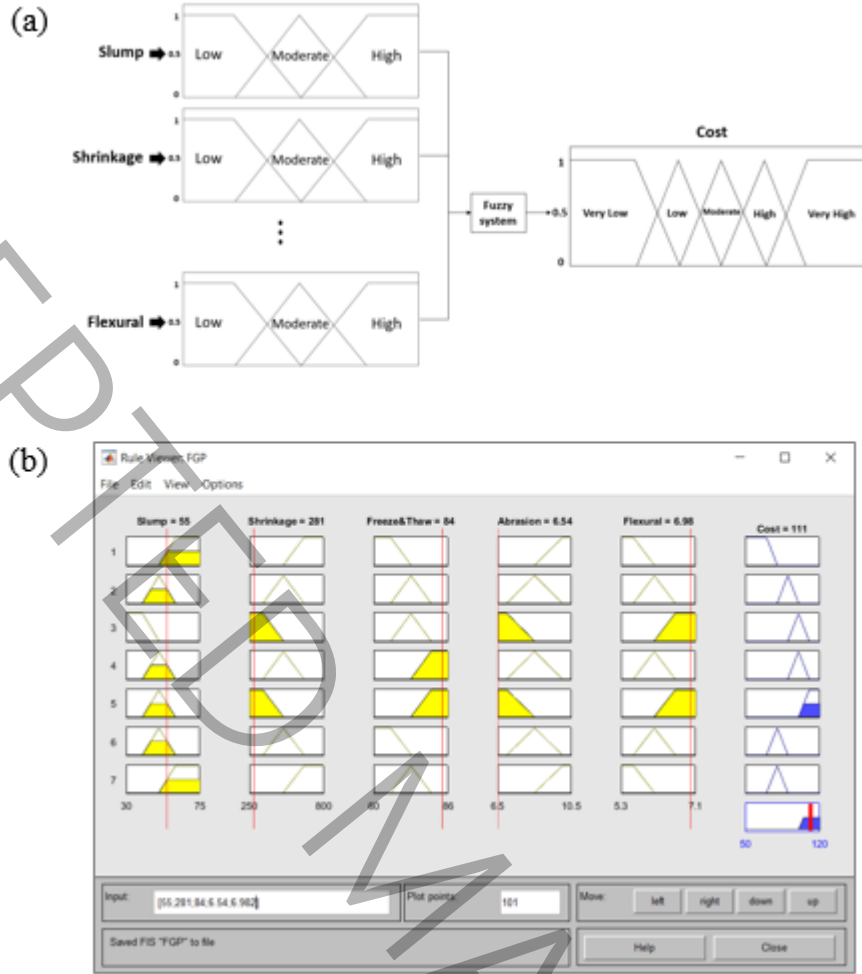 (a)
1
Slump
0.5
Low
Moderate
High
0
1
Shrinkage
0.5
Low
Moderate
High
0
1
Flexural
0.5
Low
Moderate
High
0
Fuzzy
system
Cost
1
0.5
0
Very Low
Low
Moderate
High
Very High
(b)
Rule Viewer: FGP
File Edit View Options
Slump = 55 Shrinkage = 281 Freeze&Thaw = 84 Abrasion = 6.54 Flexural = 6.98 Cost = 111
1
2
3
4
5
6
7
30 75 250 800 60 86 6.5 10.5 5.3 7.1
50 120
Input: [55;281;84;6.54;6.982] Plot points: 101 Move: left right down up
Saved FIS "FGP" to file Help Close
EPTED M